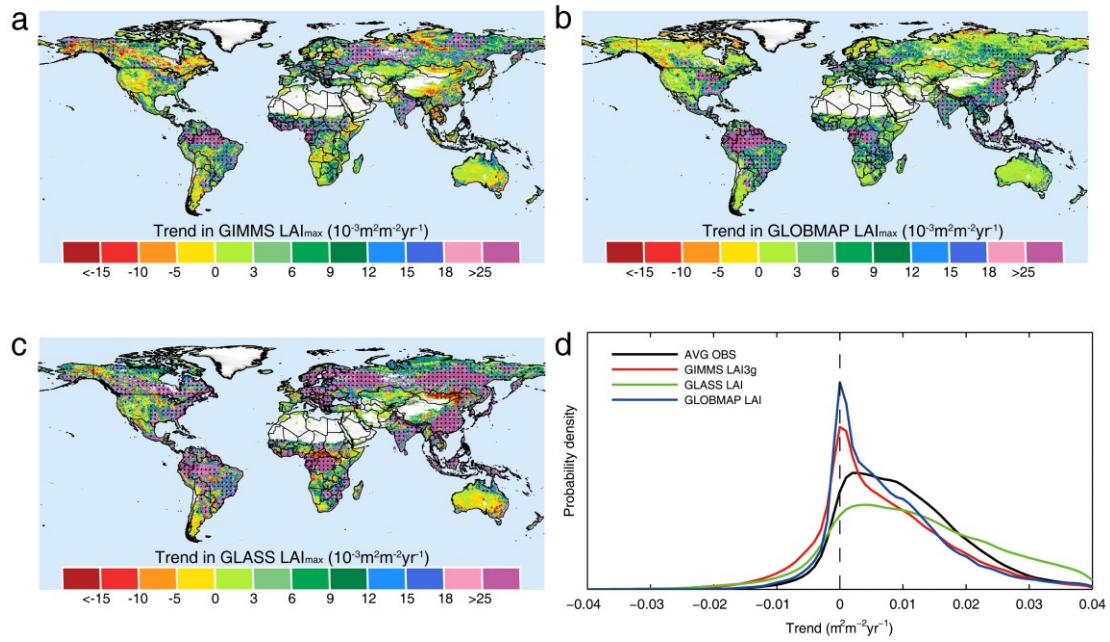 a
b
Trend in GIMMS LAImax (10-3m2m-2yr-1)
<-15 -10 -5 0 3 6 9 12 15 18 >25
Trend in GLOBMAP LAImax (10-3m2m-2yr-1)
<-15 -10 -5 0 3 6 9 12 15 18 >25
c
Trend in GLASS LAImax (10-3m2m-2yr-1)
<-15 -10 -5 0 3 6 9 12 15 18 >25
d
AVG OBS
GIMMS LAI3g
GLASS LAI
GLOBMAP LAI
Probability density
−0.04 −0.03 −0.02 −0.01 0 0.01 0.02 0.03 0.04
Trend (m2m−2yr−1)